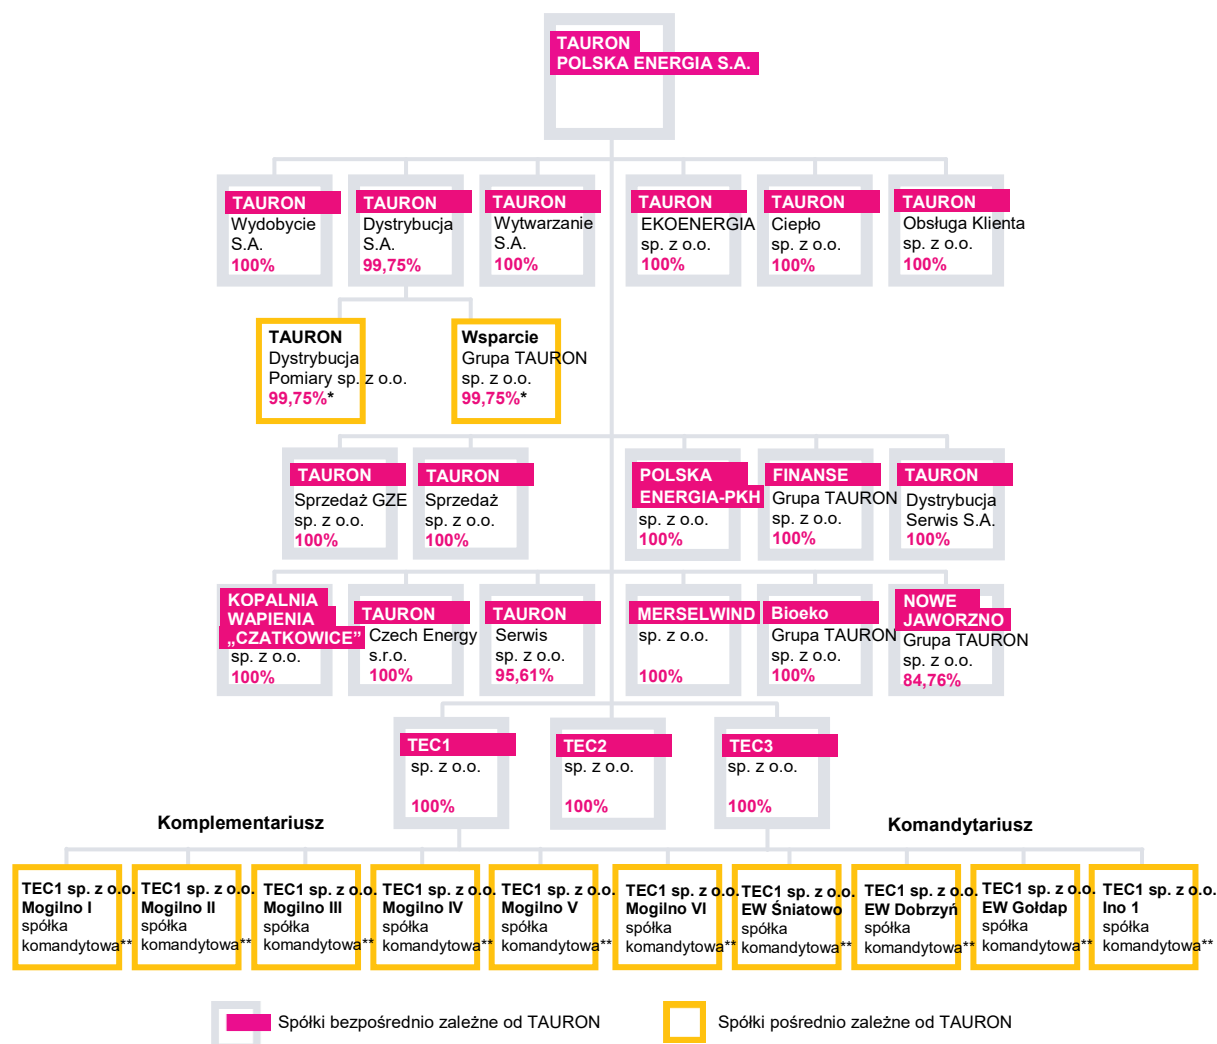 TAURON
POLSKA ENERGIA S.A.
TAURON
Wydobycie
S.A.
100%
TAURON
Dystrybucja
S.A.
99,75%
TAURON
Wytwarzanie
S.A.
100%
TAURON
EKOENERGIA
sp. z o.o.
100%
TAURON
Ciepło
sp. z o.o.
100%
TAURON
Obsługa Klienta
sp. z o.o.
100%
TAURON
Dystrybucja
Pomiary sp. z o.o.
99,75%*
Wsparcie
Grupa TAURON
sp. z o.o.
99,75%*
TAURON
Sprzedaż GZE
sp. z o.o.
100%
TAURON
Sprzedaż
sp. z o.o.
100%
POLSKA
ENERGIA-PKH
sp. z o.o.
100%
FINANSE
Grupa TAURON
sp. z o.o.
100%
TAURON
Dystrybucja
Serwis S.A.
100%
KOPALNIA
WAPIENIA
„CZATKOWICE”
sp. z o.o.
100%
TAURON
Czech Energy
s.r.o.
100%
TAURON
Serwis
sp. z o.o.
95,61%
MERSELWIND
sp. z o.o.
100%
Bioeko
Grupa TAURON
sp. z o.o.
100%
NOWE
JAWORZNO
Grupa TAURON
sp. z o.o.
84,76%
TEC1
sp. z o.o.
100%
TEC2
sp. z o.o.
100%
TEC3
sp. z o.o.
100%
Komplementariusz
Komandytariusz
TEC1 sp. z o.o.
Mogilno I
spółka
komandytowa**
TEC1 sp. z o.o.
Mogilno II
spółka
komandytowa**
TEC1 sp. z o.o.
Mogilno III
spółka
komandytowa**
TEC1 sp. z o.o.
Mogilno IV
spółka
komandytowa**
TEC1 sp. z o.o.
Mogilno V
spółka
komandytowa**
TEC1 sp. z o.o.
Mogilno VI
spółka
komandytowa**
TEC1 sp. z o.o.
EW Śniatowo
spółka
komandytowa**
TEC1 sp. z o.o.
EW Dobrzyń
spółka
komandytowa**
TEC1 sp. z o.o.
EW Gołdap
spółka
komandytowa**
TEC1 sp. z o.o.
Ino 1
spółka
komandytowa**
Spółki bezpośrednio zależne od TAURON
Spółki pośrednio zależne od TAURON